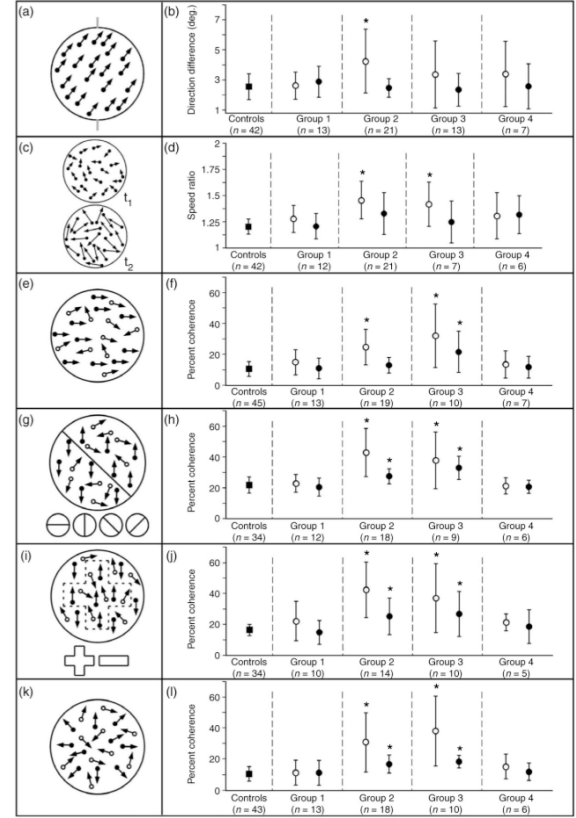 (a)
(b)
Direction difference (deg.)
7
5
3
1
*
Controls Group 1 Group 2 Group 3 Group 4
(n = 42) (n = 13) (n = 21) (n = 13) (n = 7)
(c)
t1
t2
(d)
Speed ratio
2
1.75
1.5
1.25
1
* *
Controls Group 1 Group 2 Group 3 Group 4
(n = 42) (n = 12) (n = 21) (n = 7) (n = 6)
(e)
(f)
Percent coherence
60
40
20
0
* * *
Controls Group 1 Group 2 Group 3 Group 4
(n = 45) (n = 13) (n = 19) (n = 10) (n = 7)
(g)
(h)
Percent coherence
60
40
20
0
* * * *
Controls Group 1 Group 2 Group 3 Group 4
(n = 34) (n = 12) (n = 18) (n = 9) (n = 6)
(i)
(j)
Percent coherence
60
40
20
0
* * * *
Controls Group 1 Group 2 Group 3 Group 4
(n = 34) (n = 10) (n = 14) (n = 10) (n = 5)
(k)
(l)
Percent coherence
60
40
20
0
* * * *
Controls Group 1 Group 2 Group 3 Group 4
(n = 43) (n = 13) (n = 18) (n = 10) (n = 6)